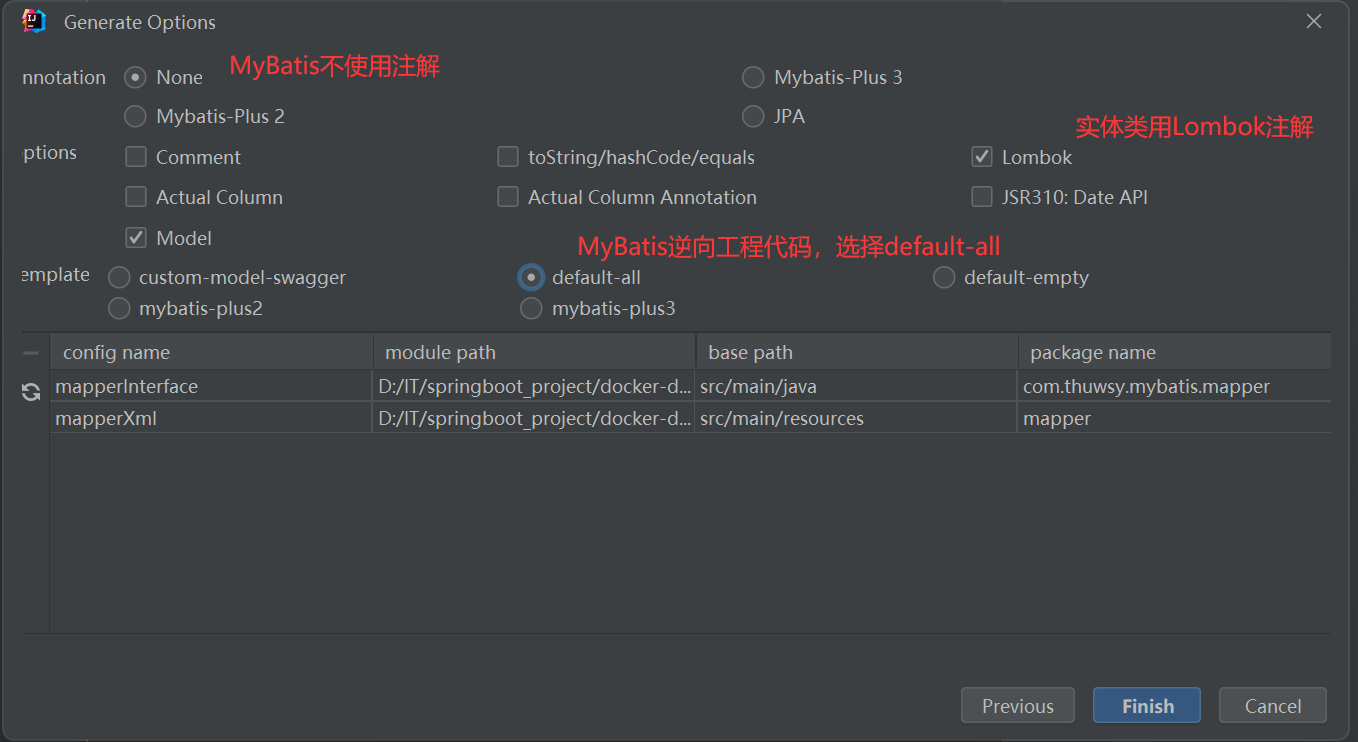 Generate Options
nnotation None MyBatis不使用注解 Mybatis-Plus 3
Mybatis-Plus 2 JPA
实体类用Lombok注解
ptions Comment toString/hashCode/equals Lombok
Actual Column Actual Column Annotation JSR310: Date API
Model
MyBatis逆向工程代码，选择default-all
emplate custom-model-swagger default-all default-empty
mybatis-plus2 mybatis-plus3
config name module path base path package name
mapperInterface D:/IT/springboot_project/docker-d... src/main/java com.thuwsy.mybatis.mapper
mapperXml D:/IT/springboot_project/docker-d... src/main/resources mapper
Previous Finish Cancel